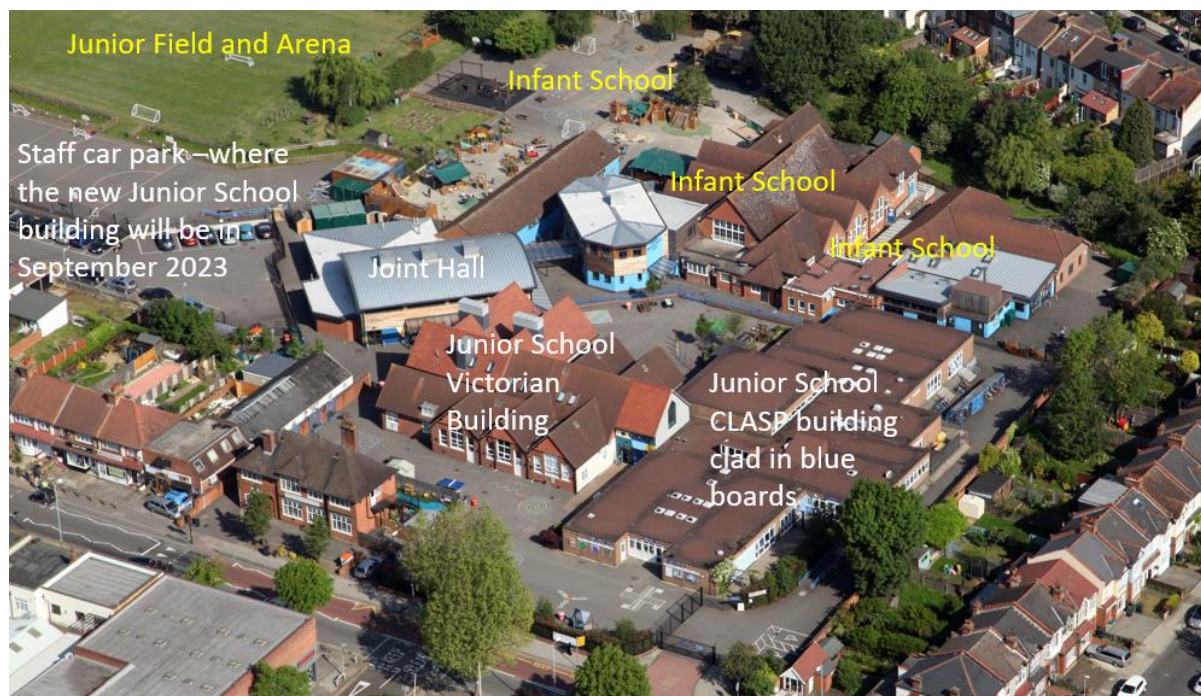 Junior Field and Arena
Infant School
Staff car park –where
the new Junior School
building will be in
September 2023
Infant School
Infant School
Joint Hall
Junior School
Victorian
Building
Junior School
CLASP building
clad in blue
boards